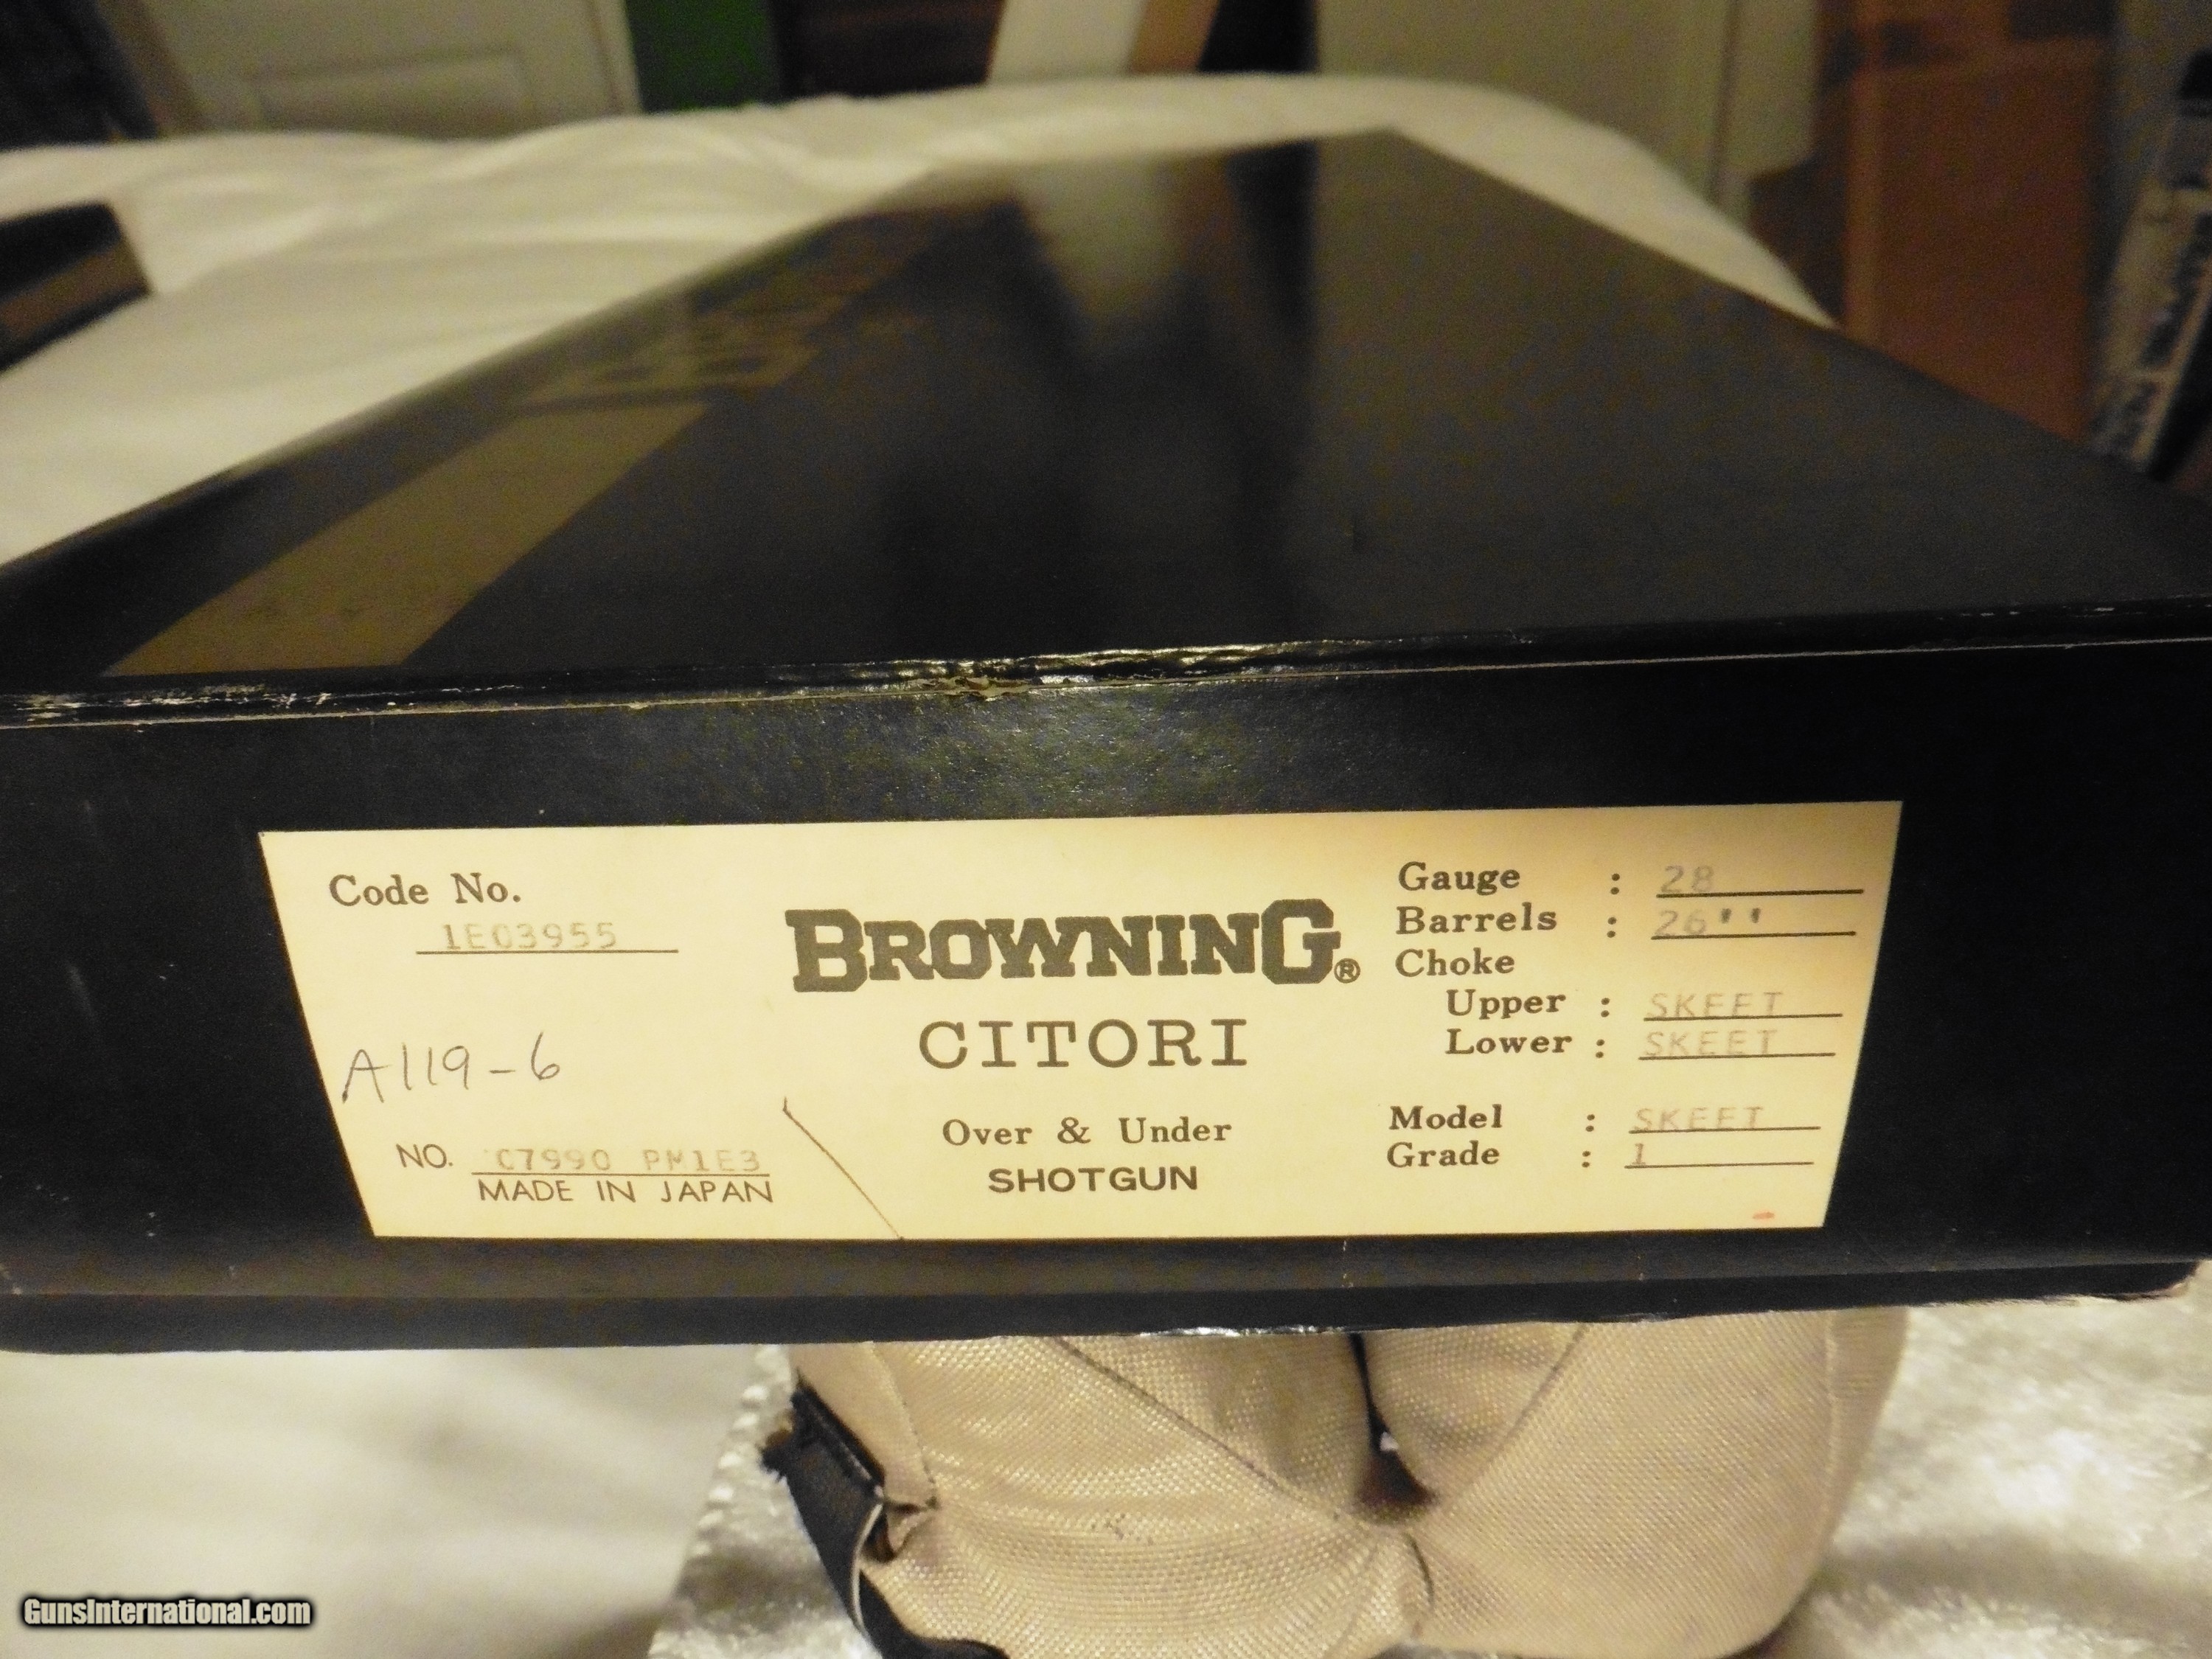 Code No.
1E03955
A119-6
NO. C7990 PM1E3
MADE IN JAPAN
BROWNING®
CITORI
Over & Under
SHOTGUN
Gauge : 28
Barrels : 26''
Choke
Upper : SKEET
Lower : SKEET
Model : SKEET
Grade : 1
GunsInternational.com